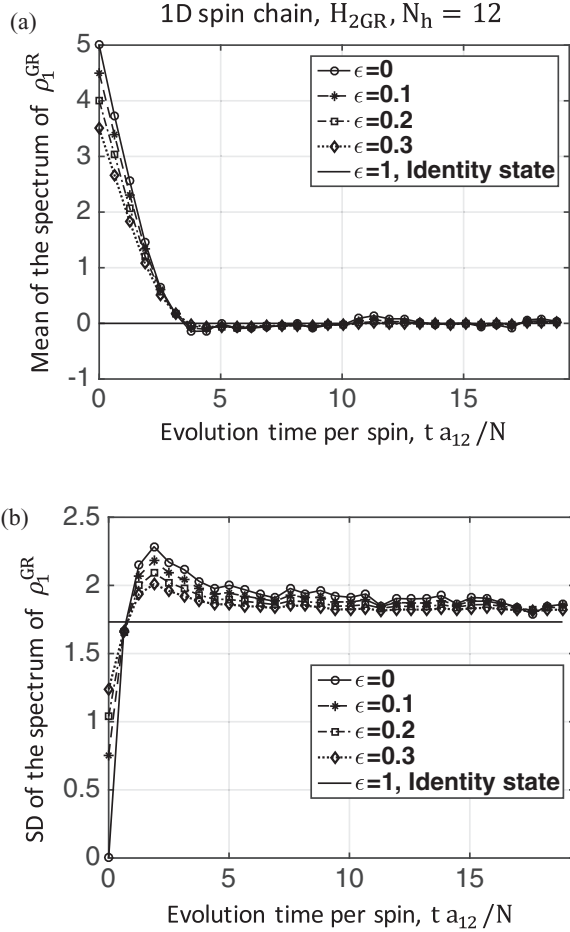 1D spin chain, H₂GR, Nₕ = 12
(a)
Mean of the spectrum of ρ₁ᴳᴿ
5
4
3
2
1
0
-1
ϵ=0
ϵ=0.1
ϵ=0.2
ϵ=0.3
ϵ=1, Identity state
0
5
10
15
Evolution time per spin, t a₁₂ /N
(b)
SD of the spectrum of ρ₁ᴳᴿ
2.5
2
1.5
1
0.5
0
ϵ=0
ϵ=0.1
ϵ=0.2
ϵ=0.3
ϵ=1, Identity state
0
5
10
15
Evolution time per spin, t a₁₂ /N